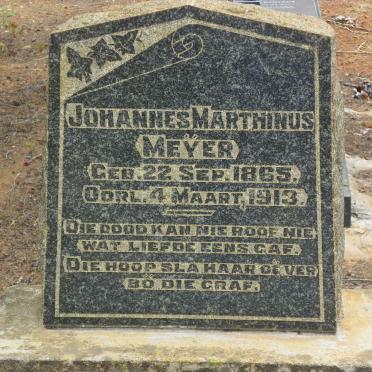 JOHANNES MARTHINUS
MEYER
GEB. 22 SEP. 1865.
OORL. 4 MAART, 1913.
DIE DOOD KAN NIE ROOF NIE,
WAT LIEFDE EENS GAF.
DIE HOOP SLA HAAR OË VER
BO DIE GRAF.